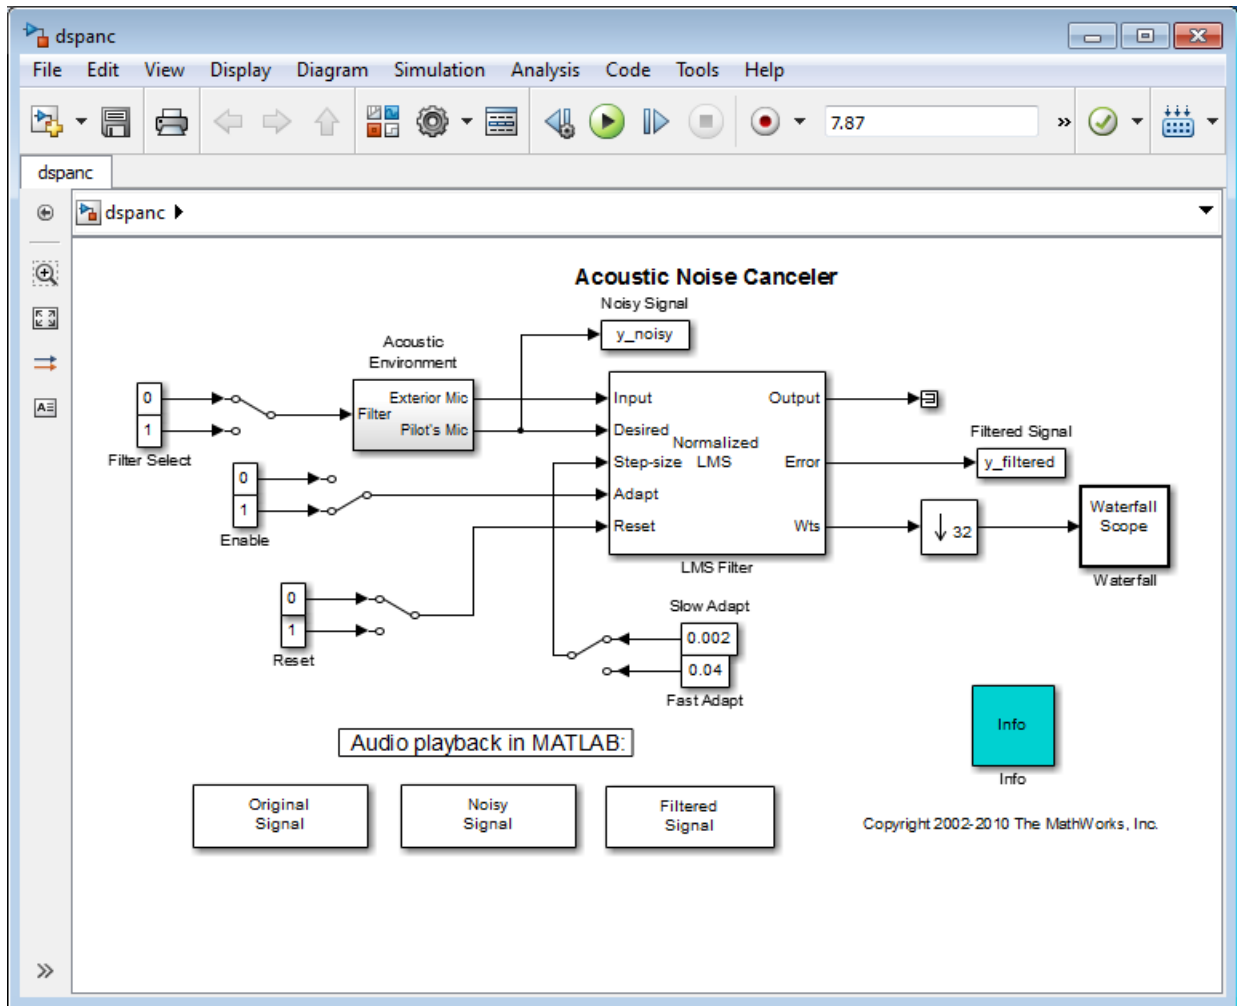 dspanc
File Edit View Display Diagram Simulation Analysis Code Tools Help
7.87
»
dspanc
dspanc
Acoustic Noise Canceler
Noisy Signal
y_noisy
Acoustic
Environment
Exterior Mic
Filter
Pilot's Mic
0
1
Filter Select
0
1
Enable
0
1
Reset
Input
Desired
Step-size
Adapt
Reset
Normalized
LMS
Output
Error
Wts
LMS Filter
Filtered Signal
y_filtered
32
Waterfall
Scope
Waterfall
Slow Adapt
0.002
0.04
Fast Adapt
Audio playback in MATLAB:
Original
Signal
Noisy
Signal
Filtered
Signal
Info
Info
Copyright 2002-2010 The MathWorks, Inc.
»